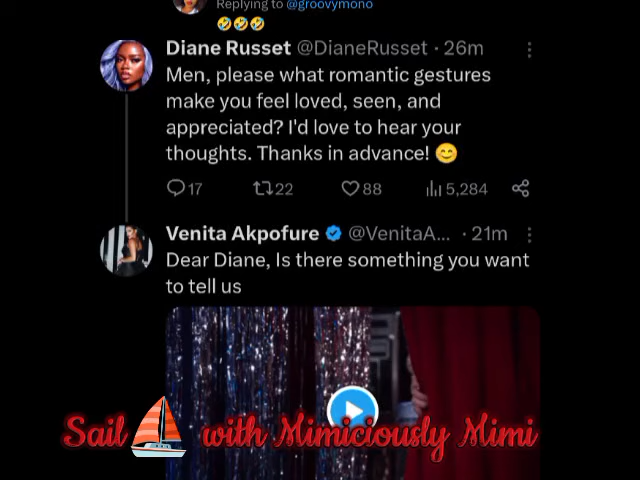 Replying to @groovymono
🤣🤣🤣
Diane Russet @DianeRusset · 26m
Men, please what romantic gestures
make you feel loved, seen, and
appreciated? I'd love to hear your
thoughts. Thanks in advance! 😊
17 22 88 5,284
Venita Akpofure @VenitaA... · 21m
Dear Diane, Is there something you want
to tell us
Sail with Mimiciously Mimi